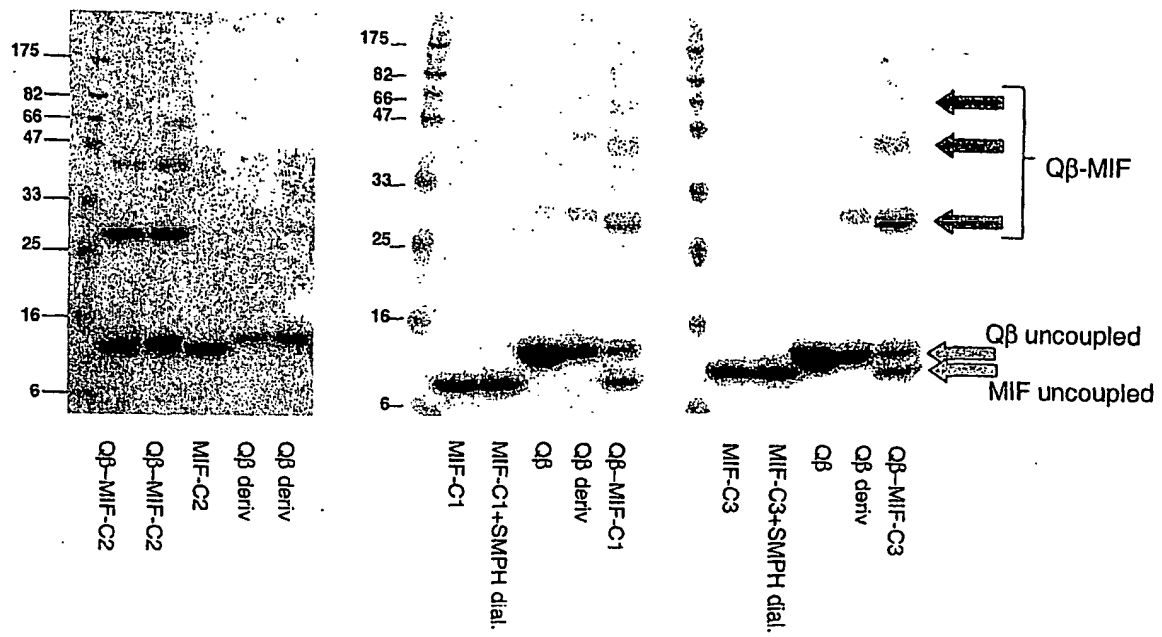 175
82
66
47
33
25
16
6
Qβ–MIF-C2
Qβ–MIF-C2
MIF-C2
Qβ deriv
Qβ deriv
175
82
66
47
33
25
16
6
MIF-C1
MIF-C1+SMPH dial.
Qβ
Qβ deriv
Qβ–MIF-C1
MIF-C3
MIF-C3+SMPH dial.
Qβ
Qβ deriv
Qβ–MIF-C3
Qβ-MIF
Qβ uncoupled
MIF uncoupled